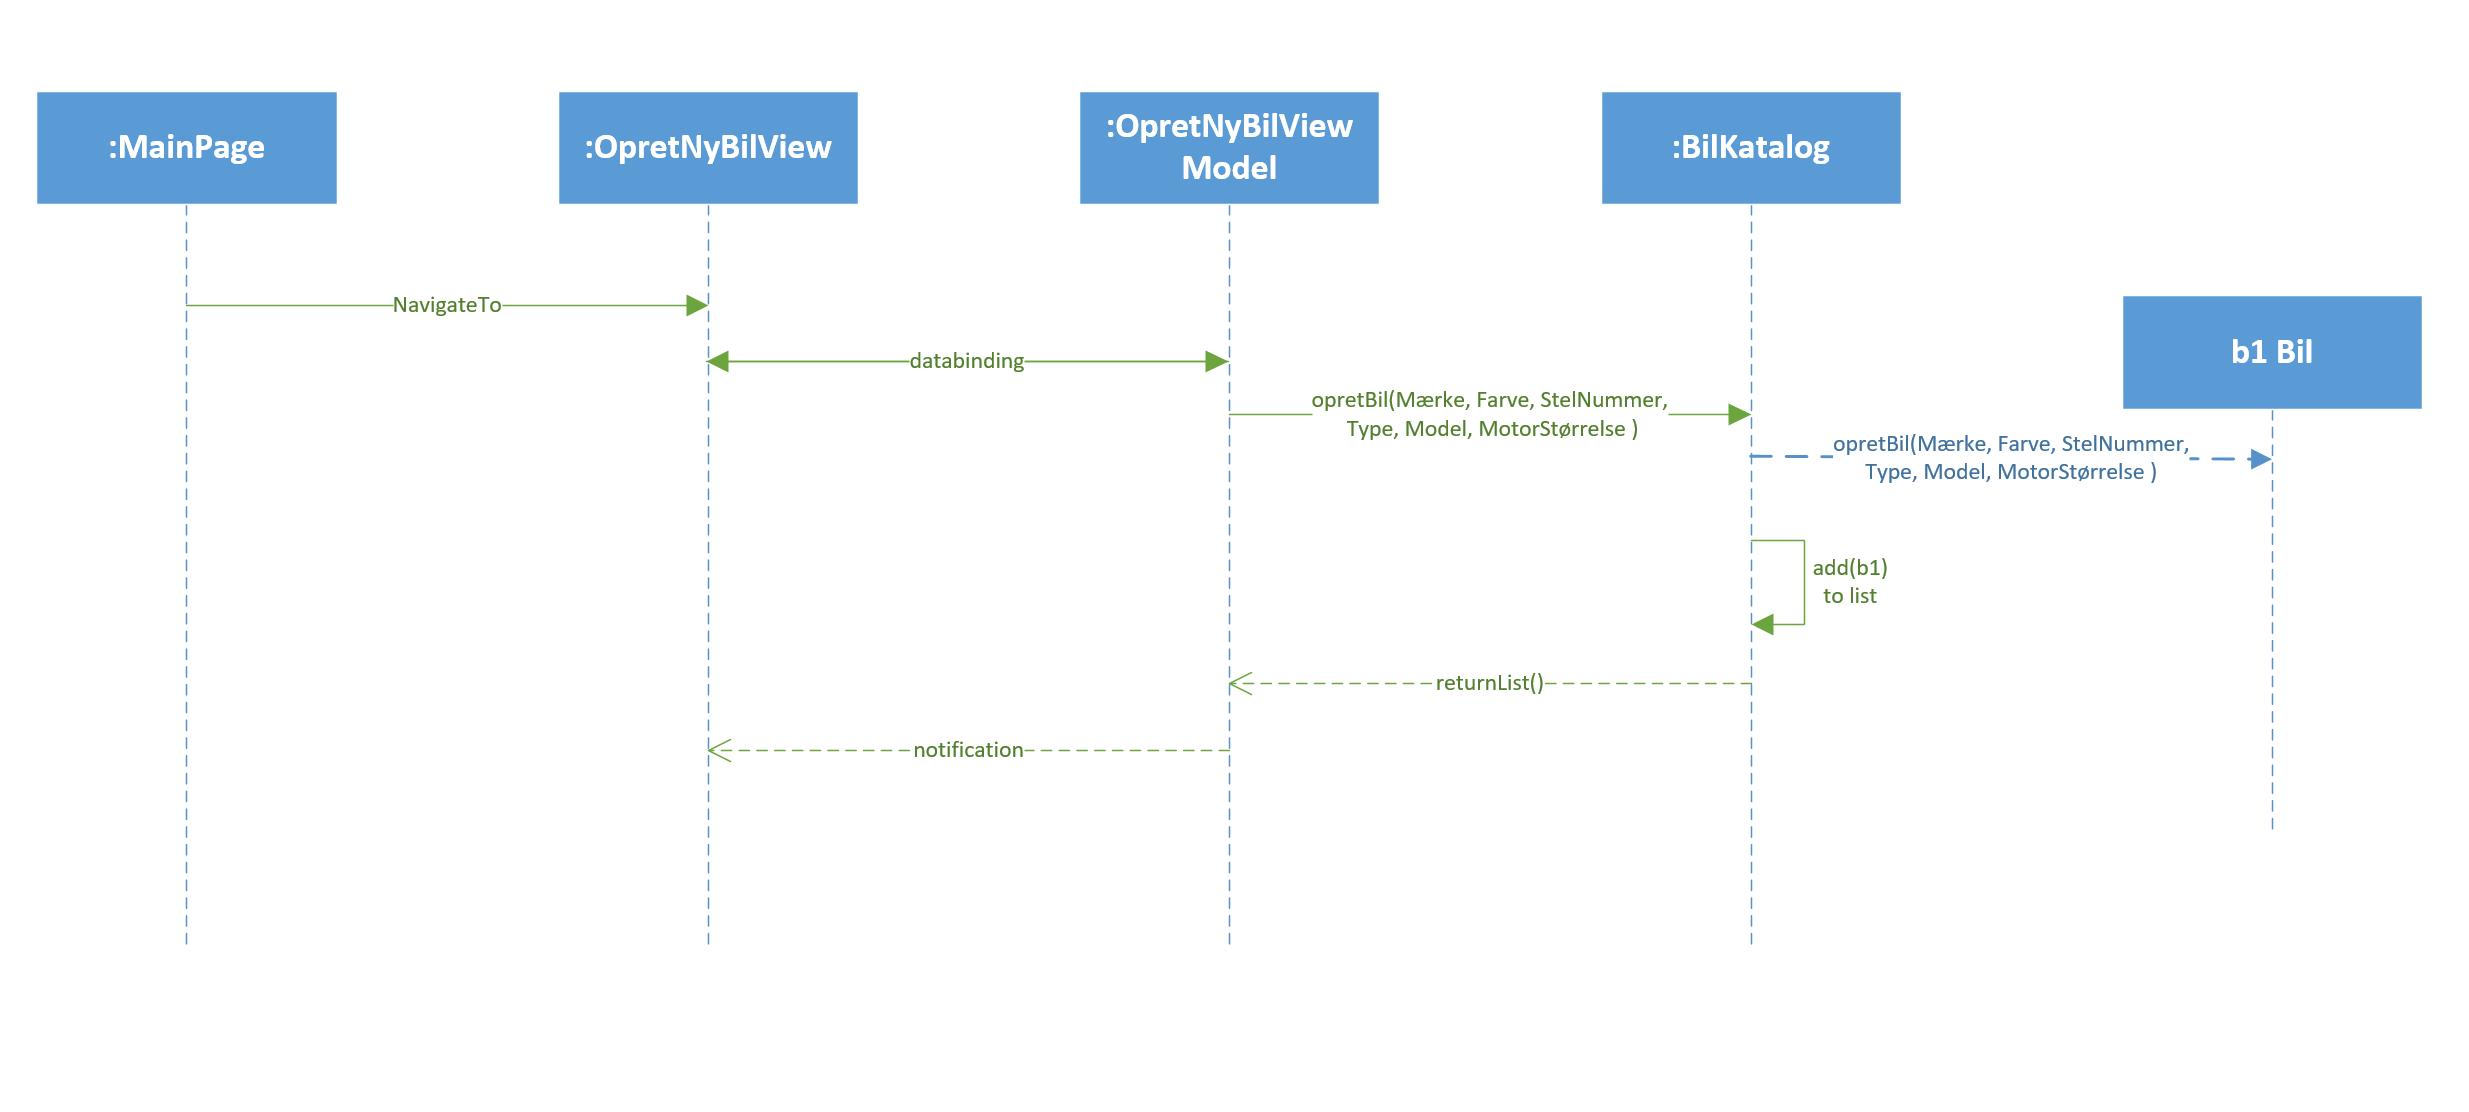 :MainPage
:OpretNyBilView
:OpretNyBilView
Model
:BilKatalog
b1 Bil
NavigateTo
databinding
opretBil(Mærke, Farve, StelNummer,
Type, Model, MotorStørrelse )
opretBil(Mærke, Farve, StelNummer,
Type, Model, MotorStørrelse )
add(b1)
to list
returnList()
notification